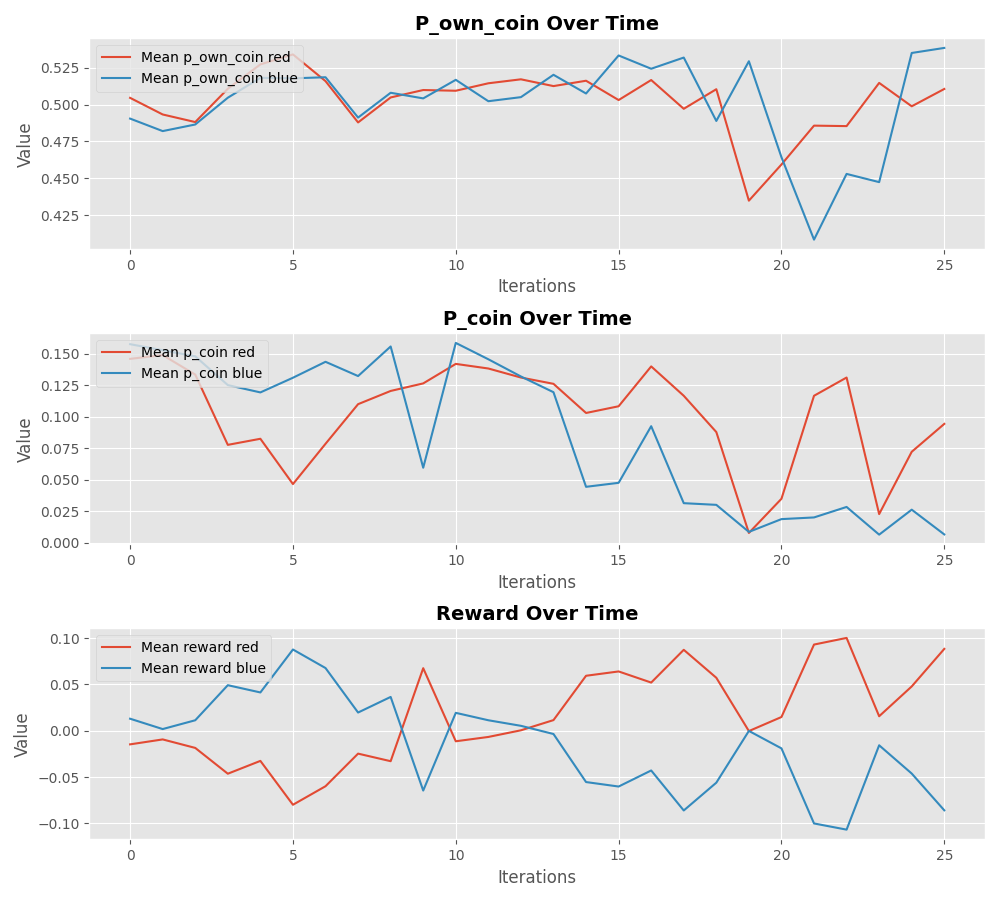 P_own_coin Over Time
Mean p_own_coin red
Mean p_own_coin blue
0.525
0.500
0.475
0.450
0.425
Value
0 5 10 15 20 25
Iterations
P_coin Over Time
Mean p_coin red
Mean p_coin blue
0.150
0.125
0.100
0.075
0.050
0.025
0.000
Value
0 5 10 15 20 25
Iterations
Reward Over Time
Mean reward red
Mean reward blue
0.10
0.05
0.00
−0.05
−0.10
Value
0 5 10 15 20 25
Iterations